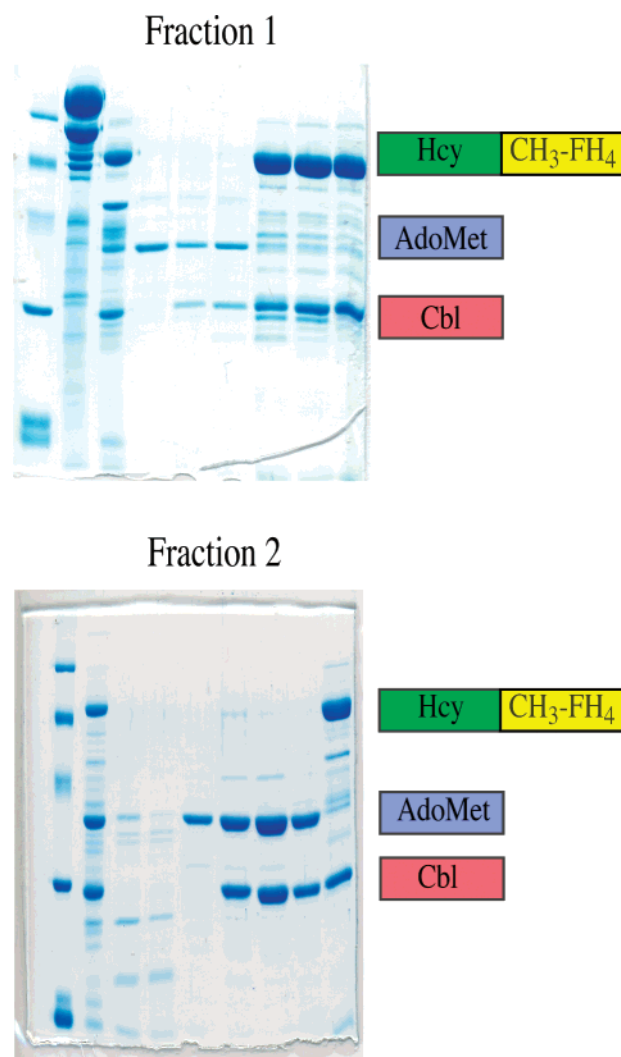 Fraction 1
Hcy CH₃-FH₄
AdoMet
Cbl
Fraction 2
Hcy CH₃-FH₄
AdoMet
Cbl